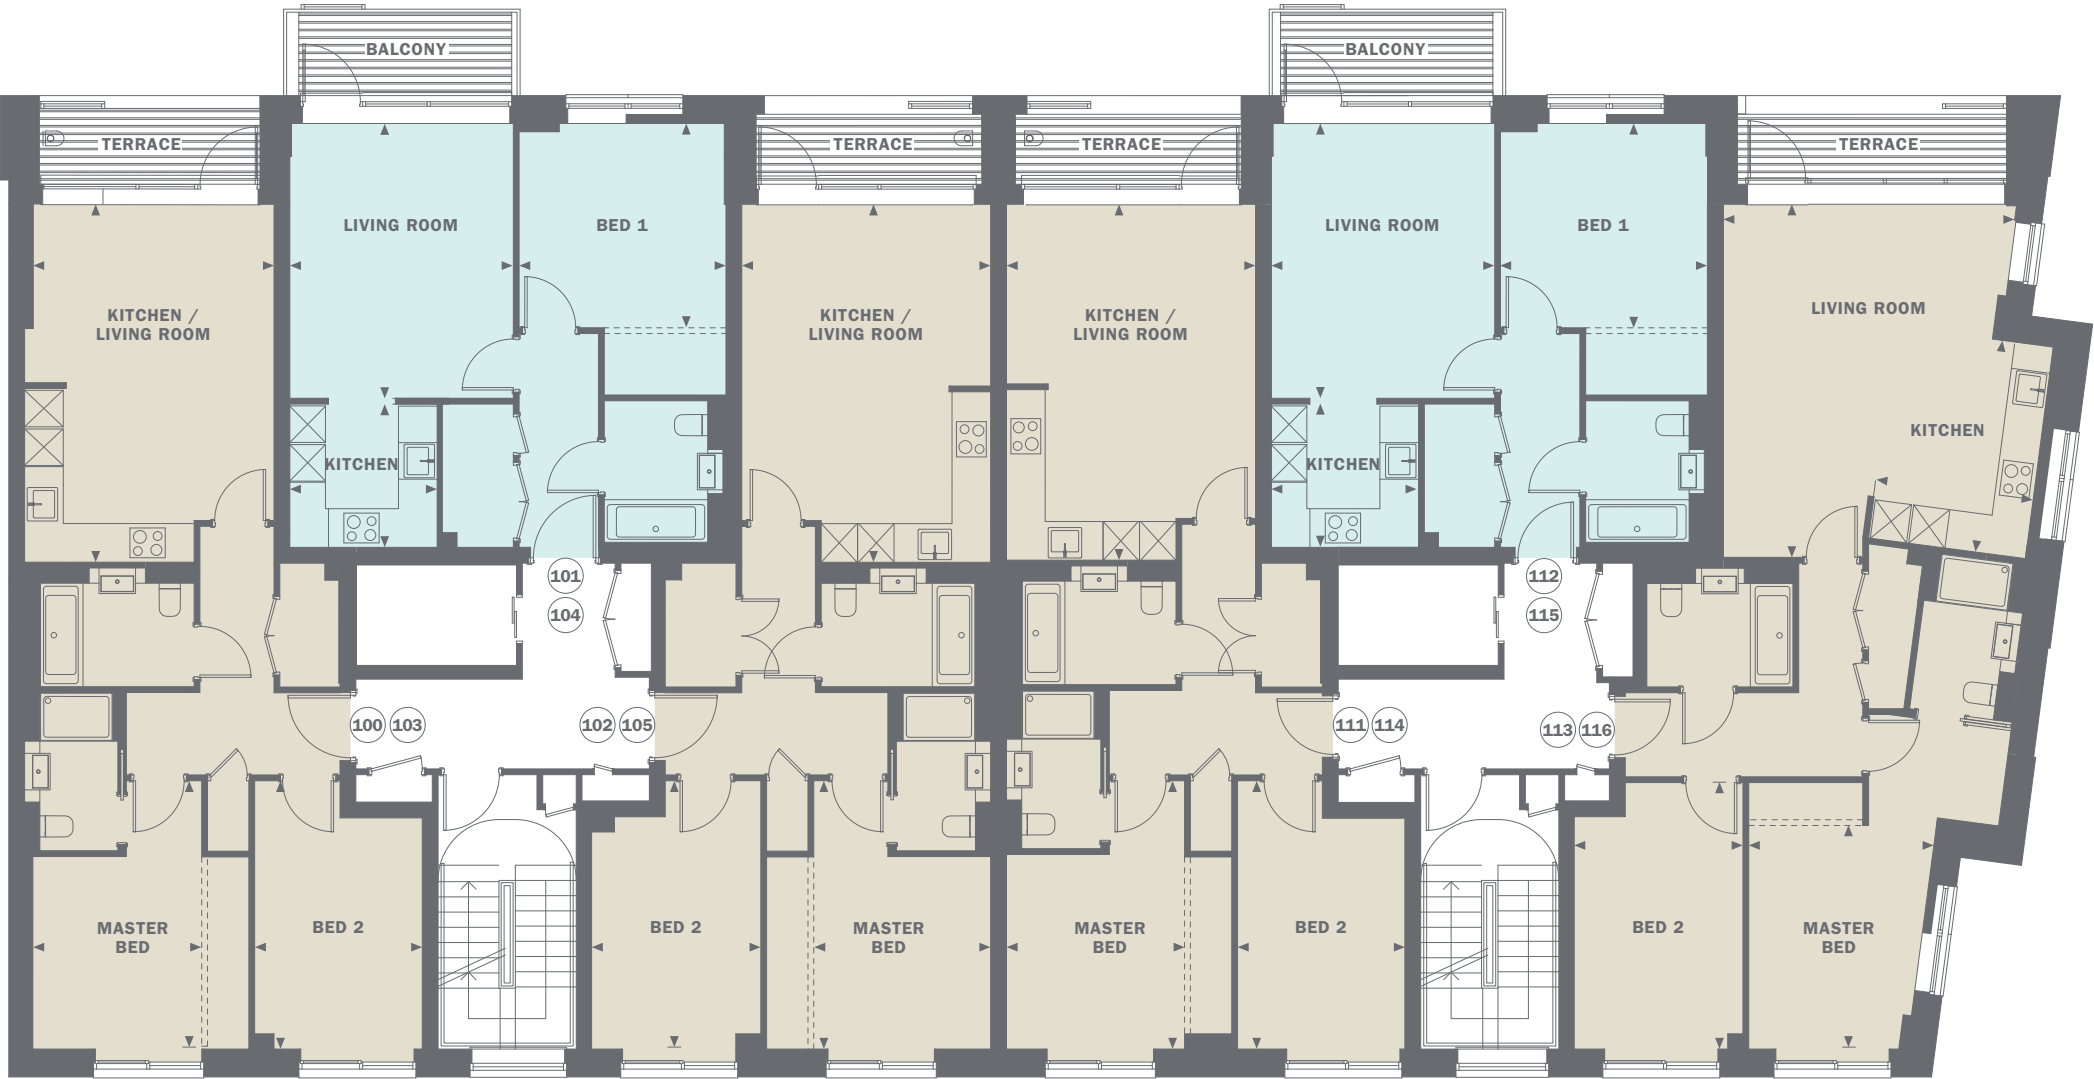 BALCONY
BALCONY
TERRACE
TERRACE
TERRACE
TERRACE
LIVING ROOM
BED 1
LIVING ROOM
BED 1
KITCHEN /
LIVING ROOM
KITCHEN /
LIVING ROOM
KITCHEN /
LIVING ROOM
LIVING ROOM
KITCHEN
KITCHEN
KITCHEN
101
104
112
115
100
103
102
105
111
114
113
116
MASTER
BED
BED 2
BED 2
MASTER
BED
MASTER
BED
BED 2
BED 2
MASTER
BED